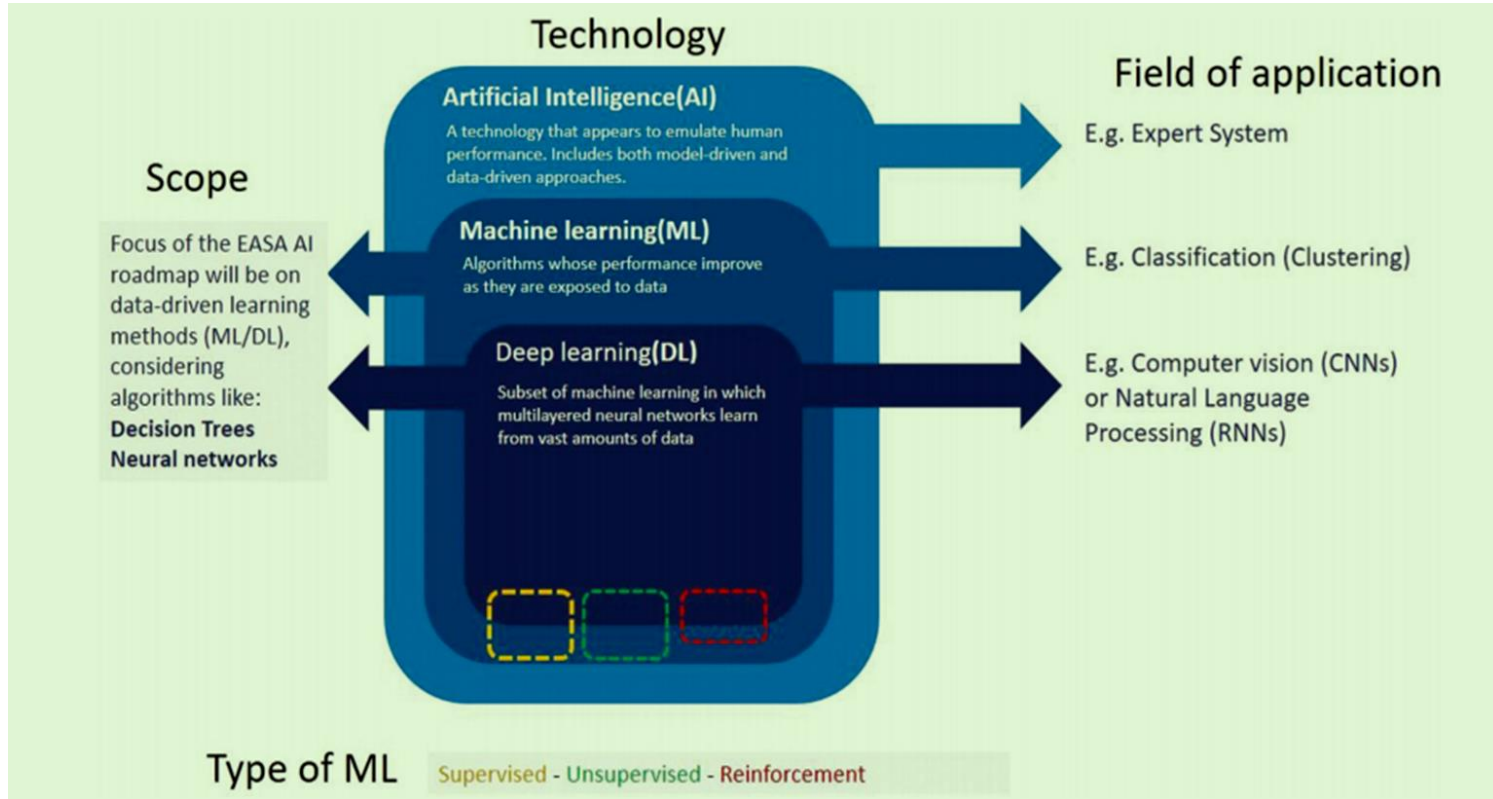 Technology
Field of application
Scope
Artificial Intelligence(AI)
A technology that appears to emulate human
performance. Includes both model-driven and
data-driven approaches.
E.g. Expert System
Focus of the EASA AI
roadmap will be on
data-driven learning
methods (ML/DL),
considering
algorithms like:
Decision Trees
Neural networks
Machine learning(ML)
Algorithms whose performance improve
as they are exposed to data
E.g. Classification (Clustering)
Deep learning(DL)
Subset of machine learning in which
multilayered neural networks learn
from vast amounts of data
E.g. Computer vision (CNNs)
or Natural Language
Processing (RNNs)
Type of ML
Supervised - Unsupervised - Reinforcement